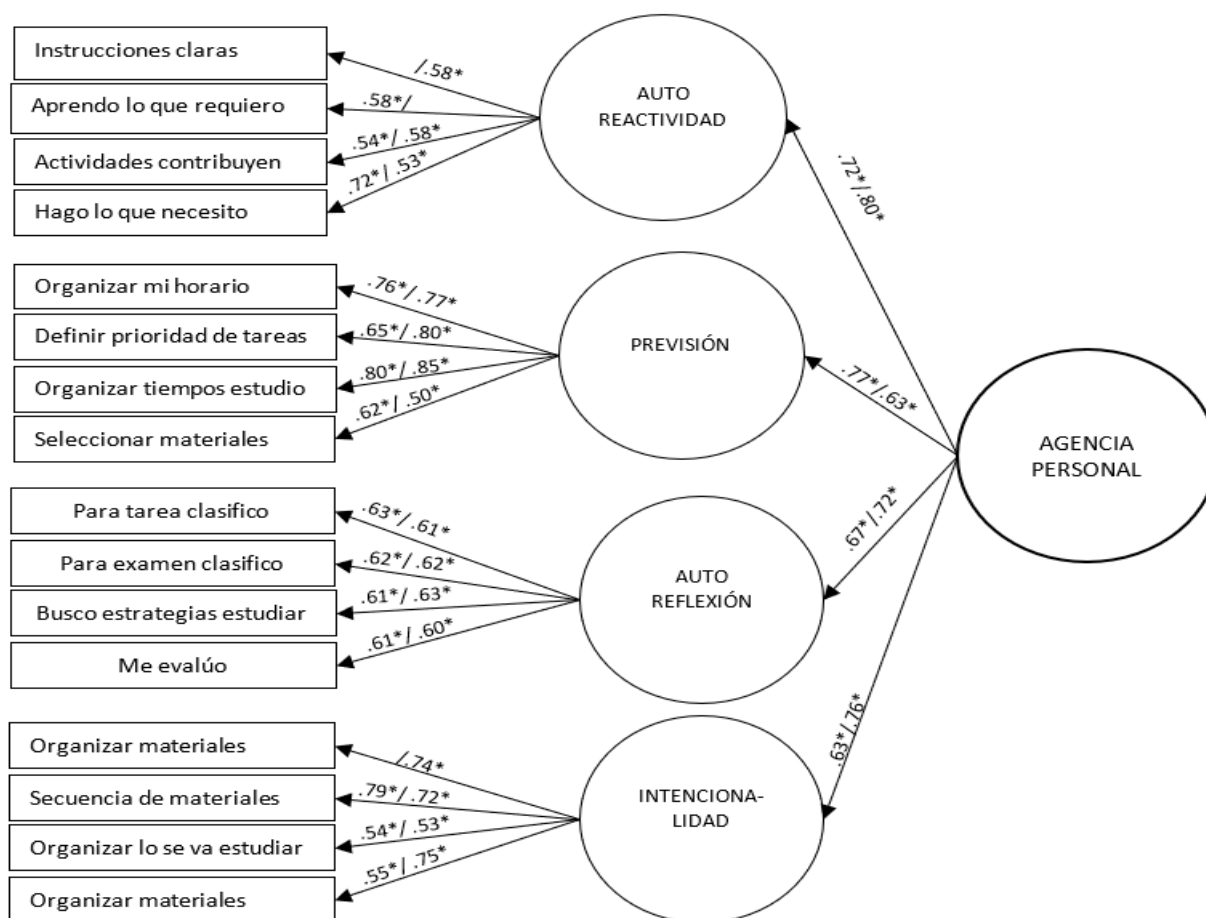 Instrucciones claras
Aprendo lo que requiero
Actividades contribuyen
Hago lo que necesito
/.58*
.58*/
.54*/ .58*
.72*/ .53*
AUTO
REACTIVIDAD
.72*/.80*
Organizar mi horario
Definir prioridad de tareas
Organizar tiempos estudio
Seleccionar materiales
.76*/ .77*
.65*/ .80*
.80*/ .85*
.62*/ .50*
PREVISIÓN
.77*/.63*
AGENCIA
PERSONAL
Para tarea clasifico
Para examen clasifico
Busco estrategias estudiar
Me evalúo
.63*/ .61*
.62*/ .62*
.61*/ .63*
.61*/ .60*
AUTO
REFLEXIÓN
.67*/.72*
Organizar materiales
Secuencia de materiales
Organizar lo se va estudiar
Organizar materiales
/.74*
.79*/ .72*
.54*/ .53*
.55*/ .75*
INTENCIONA-
LIDAD
.63*/.76*